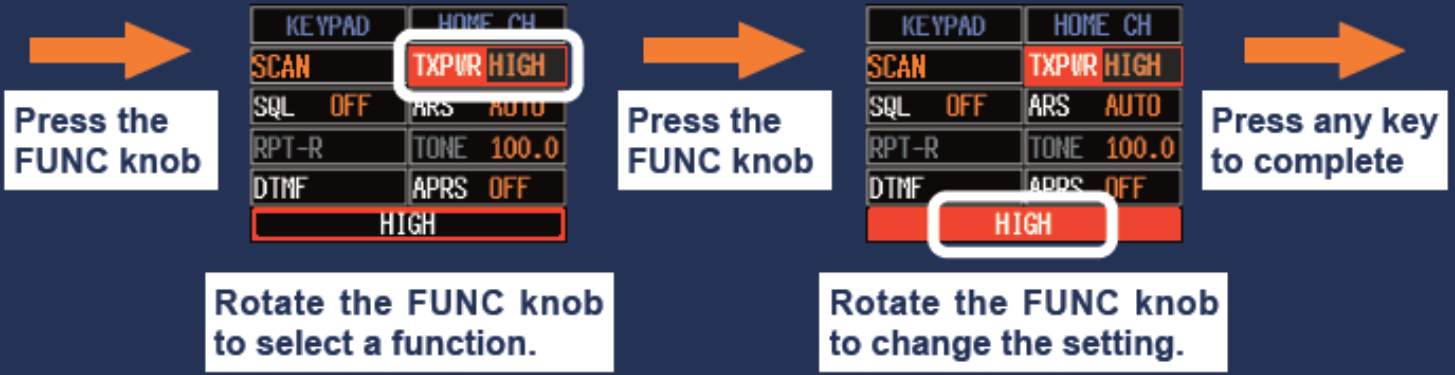 Press the
FUNC knob
KEYPAD HOME CH
SCAN TXPWR HIGH
SQL OFF ARS AUTO
RPT-R TONE 100.0
DTMF APRS OFF
HIGH
Rotate the FUNC knob
to select a function.
Press the
FUNC knob
KEYPAD HOME CH
SCAN TXPWR HIGH
SQL OFF ARS AUTO
RPT-R TONE 100.0
DTMF APRS OFF
HIGH
Rotate the FUNC knob
to change the setting.
Press any key
to complete